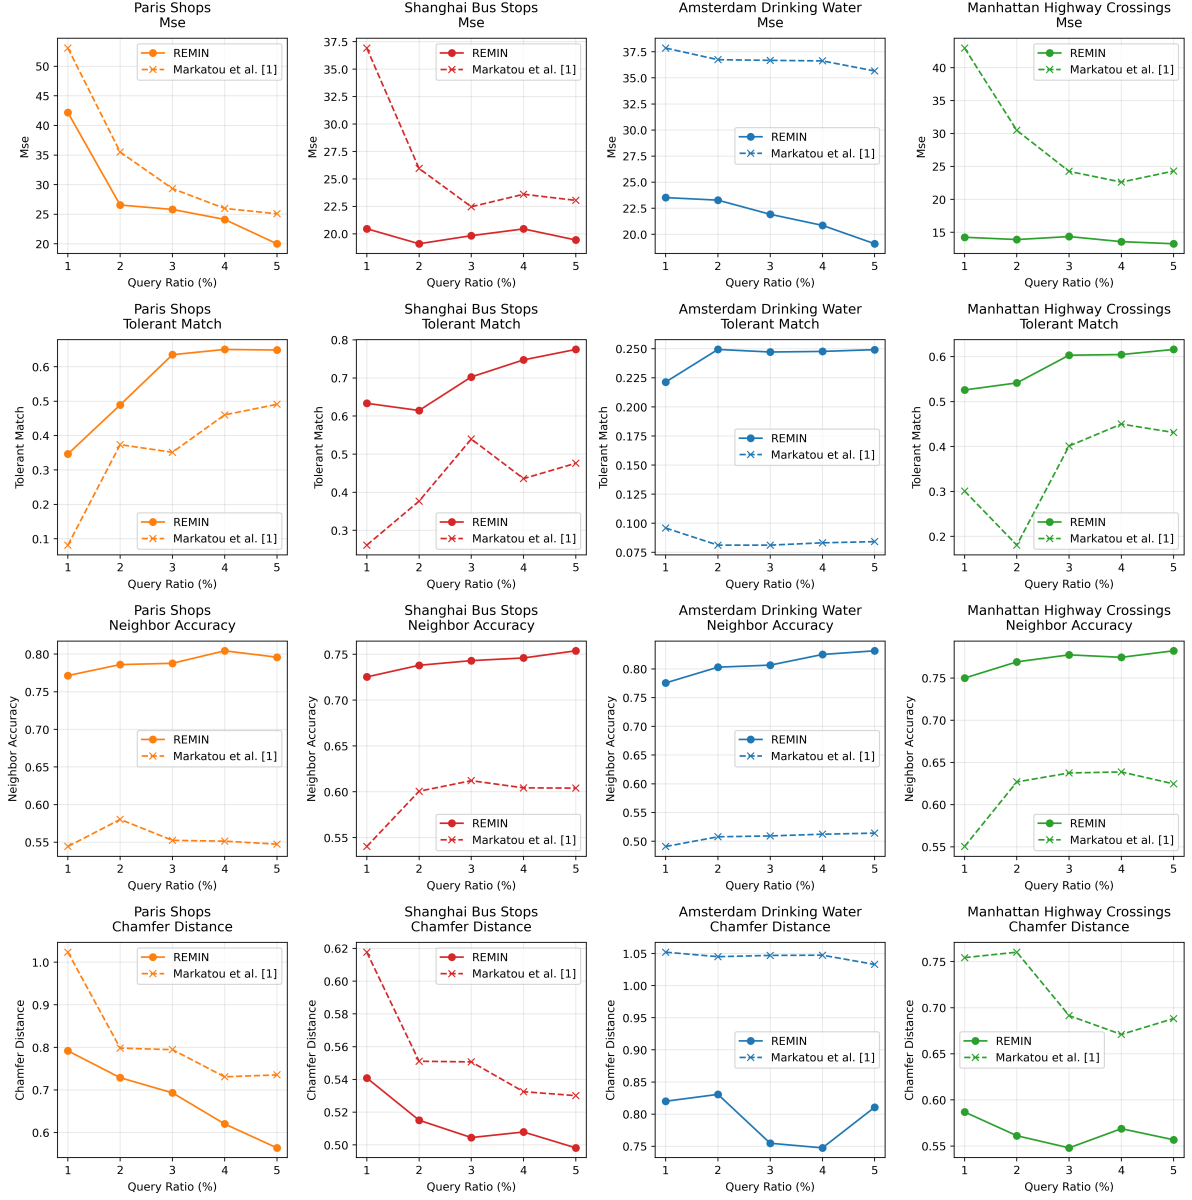 Paris Shops
Mse
Mse
50
45
40
35
30
25
20
1 2 3 4 5
Query Ratio (%)
REMIN
Markatou et al. [1]
Shanghai Bus Stops
Mse
Mse
37.5
35.0
32.5
30.0
27.5
25.0
22.5
20.0
1 2 3 4 5
Query Ratio (%)
REMIN
Markatou et al. [1]
Amsterdam Drinking Water
Mse
Mse
37.5
35.0
32.5
30.0
27.5
25.0
22.5
20.0
1 2 3 4 5
Query Ratio (%)
REMIN
Markatou et al. [1]
Manhattan Highway Crossings
Mse
Mse
40
35
30
25
20
15
1 2 3 4 5
Query Ratio (%)
REMIN
Markatou et al. [1]
Paris Shops
Tolerant Match
Tolerant Match
0.6
0.5
0.4
0.3
0.2
0.1
1 2 3 4 5
Query Ratio (%)
REMIN
Markatou et al. [1]
Shanghai Bus Stops
Tolerant Match
Tolerant Match
0.8
0.7
0.6
0.5
0.4
0.3
1 2 3 4 5
Query Ratio (%)
REMIN
Markatou et al. [1]
Amsterdam Drinking Water
Tolerant Match
Tolerant Match
0.250
0.225
0.200
0.175
0.150
0.125
0.100
0.075
1 2 3 4 5
Query Ratio (%)
REMIN
Markatou et al. [1]
Manhattan Highway Crossings
Tolerant Match
Tolerant Match
0.6
0.5
0.4
0.3
0.2
1 2 3 4 5
Query Ratio (%)
REMIN
Markatou et al. [1]
Paris Shops
Neighbor Accuracy
Neighbor Accuracy
0.80
0.75
0.70
0.65
0.60
0.55
1 2 3 4 5
Query Ratio (%)
REMIN
Markatou et al. [1]
Shanghai Bus Stops
Neighbor Accuracy
Neighbor Accuracy
0.75
0.70
0.65
0.60
0.55
1 2 3 4 5
Query Ratio (%)
REMIN
Markatou et al. [1]
Amsterdam Drinking Water
Neighbor Accuracy
Neighbor Accuracy
0.80
0.75
0.70
0.65
0.60
0.55
0.50
1 2 3 4 5
Query Ratio (%)
REMIN
Markatou et al. [1]
Manhattan Highway Crossings
Neighbor Accuracy
Neighbor Accuracy
0.75
0.70
0.65
0.60
0.55
1 2 3 4 5
Query Ratio (%)
REMIN
Markatou et al. [1]
Paris Shops
Chamfer Distance
Chamfer Distance
1.0
0.9
0.8
0.7
0.6
1 2 3 4 5
Query Ratio (%)
REMIN
Markatou et al. [1]
Shanghai Bus Stops
Chamfer Distance
Chamfer Distance
0.62
0.60
0.58
0.56
0.54
0.52
0.50
1 2 3 4 5
Query Ratio (%)
REMIN
Markatou et al. [1]
Amsterdam Drinking Water
Chamfer Distance
Chamfer Distance
1.05
1.00
0.95
0.90
0.85
0.80
0.75
1 2 3 4 5
Query Ratio (%)
REMIN
Markatou et al. [1]
Manhattan Highway Crossings
Chamfer Distance
Chamfer Distance
0.75
0.70
0.65
0.60
0.55
1 2 3 4 5
Query Ratio (%)
REMIN
Markatou et al. [1]